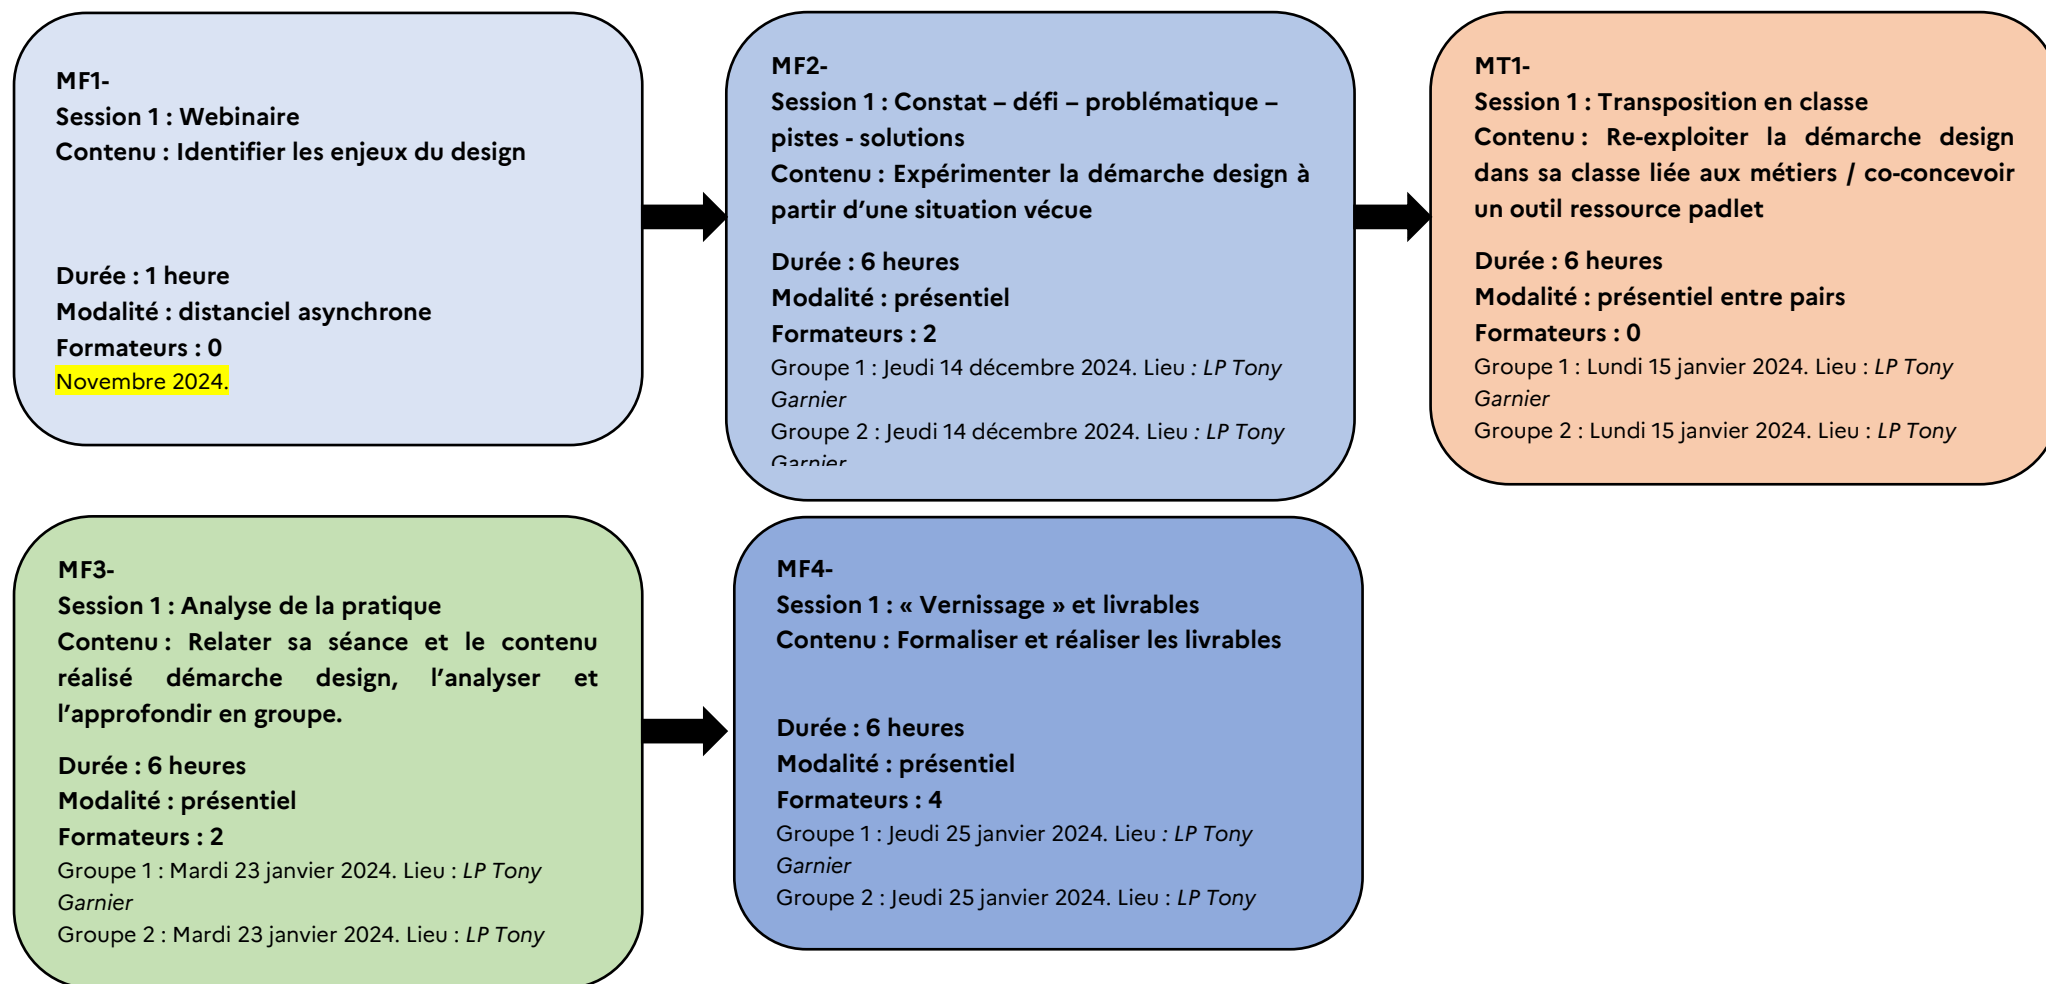 MF1-
Session 1 : Webinaire
Contenu : Identifier les enjeux du design
Durée : 1 heure
Modalité : distanciel asynchrone
Formateurs : 0
Novembre 2024.
MF2-
Session 1 : Constat – défi – problématique –
pistes - solutions
Contenu : Expérimenter la démarche design à
partir d’une situation vécue
Durée : 6 heures
Modalité : présentiel
Formateurs : 2
Groupe 1 : Jeudi 14 décembre 2024. Lieu : LP Tony
Garnier
Groupe 2 : Jeudi 14 décembre 2024. Lieu : LP Tony
Garnier
MT1-
Session 1 : Transposition en classe
Contenu : Re-exploiter la démarche design
dans sa classe liée aux métiers / co-concevoir
un outil ressource padlet
Durée : 6 heures
Modalité : présentiel entre pairs
Formateurs : 0
Groupe 1 : Lundi 15 janvier 2024. Lieu : LP Tony
Garnier
Groupe 2 : Lundi 15 janvier 2024. Lieu : LP Tony
MF3-
Session 1 : Analyse de la pratique
Contenu : Relater sa séance et le contenu
réalisé démarche design, l’analyser et
l’approfondir en groupe.
Durée : 6 heures
Modalité : présentiel
Formateurs : 2
Groupe 1 : Mardi 23 janvier 2024. Lieu : LP Tony
Garnier
Groupe 2 : Mardi 23 janvier 2024. Lieu : LP Tony
MF4-
Session 1 : « Vernissage » et livrables
Contenu : Formaliser et réaliser les livrables
Durée : 6 heures
Modalité : présentiel
Formateurs : 4
Groupe 1 : Jeudi 25 janvier 2024. Lieu : LP Tony
Garnier
Groupe 2 : Jeudi 25 janvier 2024. Lieu : LP Tony